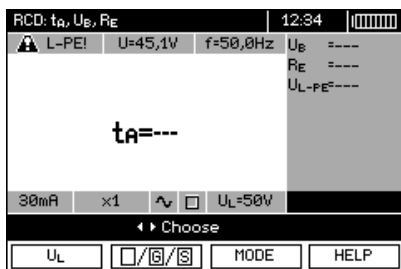 RCD: tA, UB, RE 12:34
L-PE! U=45,1V f=50,0Hz
UB =---
RE =---
UL-PE=---
tA=---
30mA x1 UL=50V
Choose
UL □/G/S MODE HELP